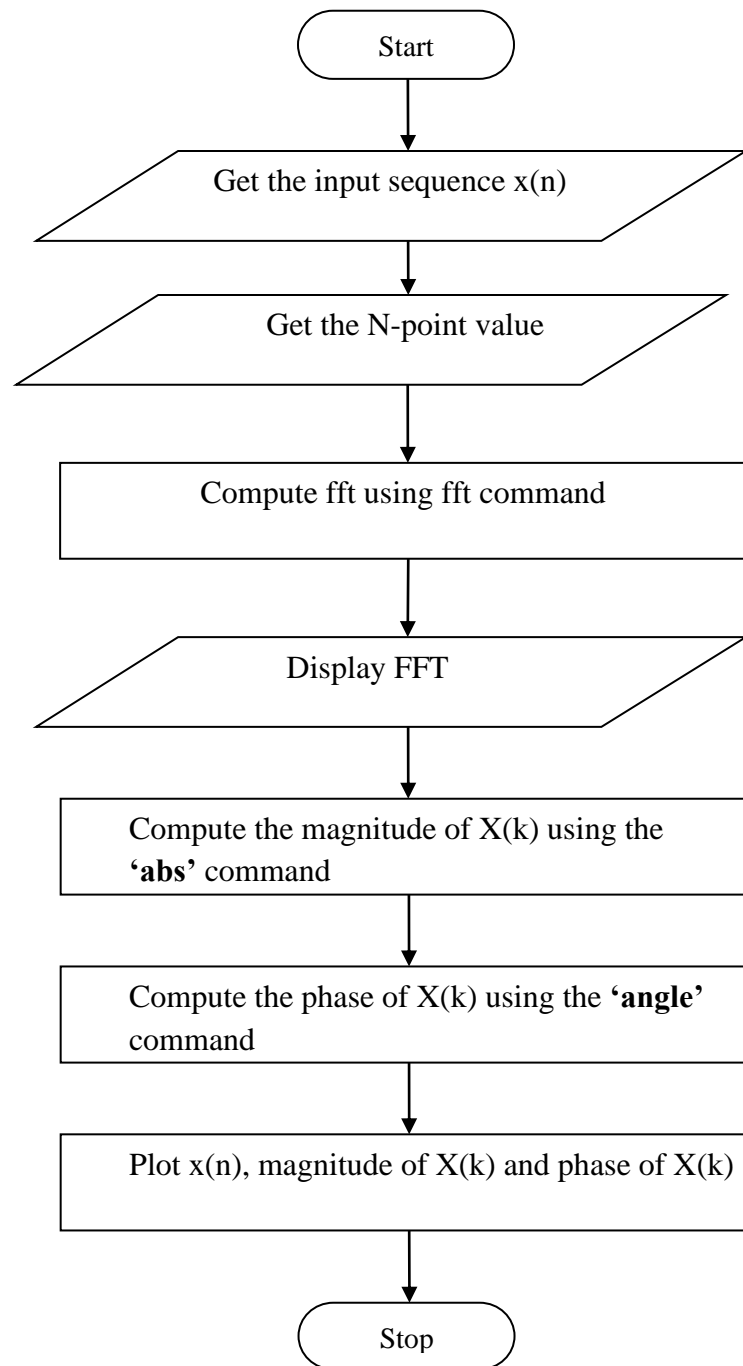 Start
Get the input sequence x(n)
Get the N-point value
Compute fft using fft command
Display FFT
Compute the magnitude of X(k) using the
‘abs’ command
Compute the phase of X(k) using the ‘angle’
command
Plot x(n), magnitude of X(k) and phase of X(k)
Stop